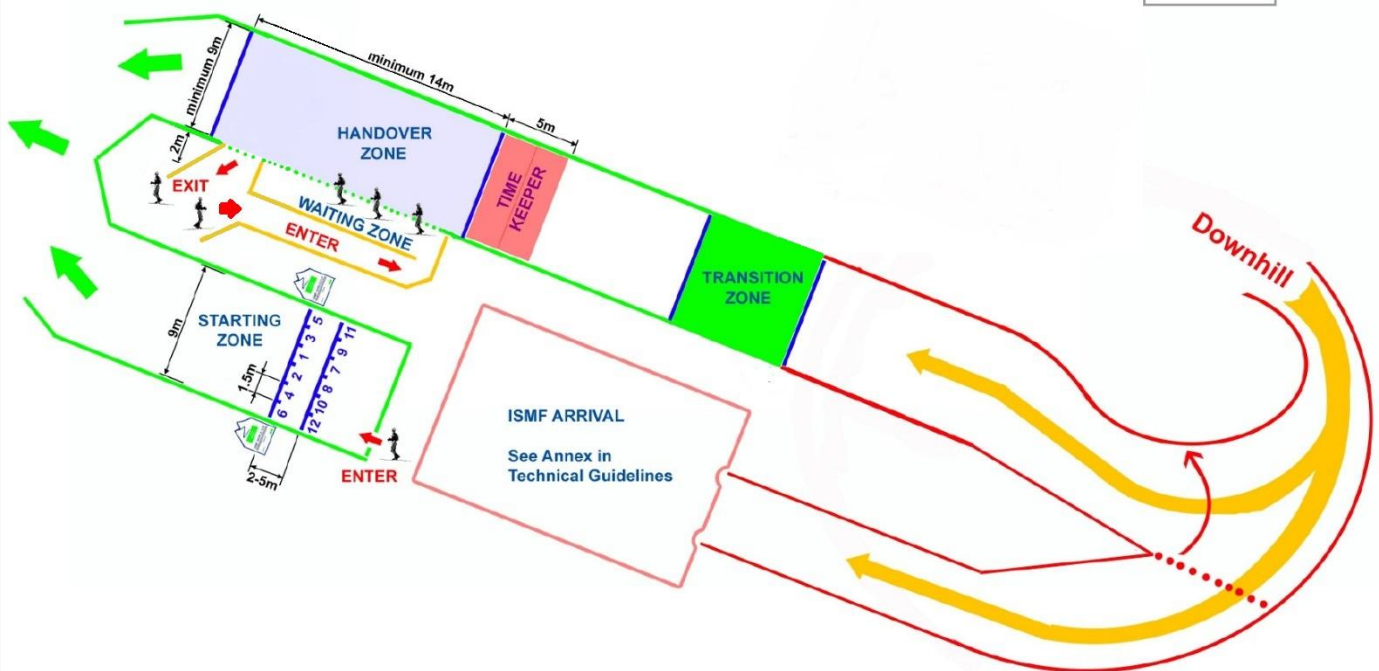 minimum 9m
minimum 14m
5m
2m
HANDOVER
ZONE
TIME
KEEPER
EXIT
WAITING ZONE
ENTER
TRANSITION
ZONE
Downhill
STARTING
ZONE
9m
1.5m
5
3
1
2
4
6
11
9
7
8
10
12
2-5m
ENTER
ISMF ARRIVAL
See Annex in
Technical Guidelines